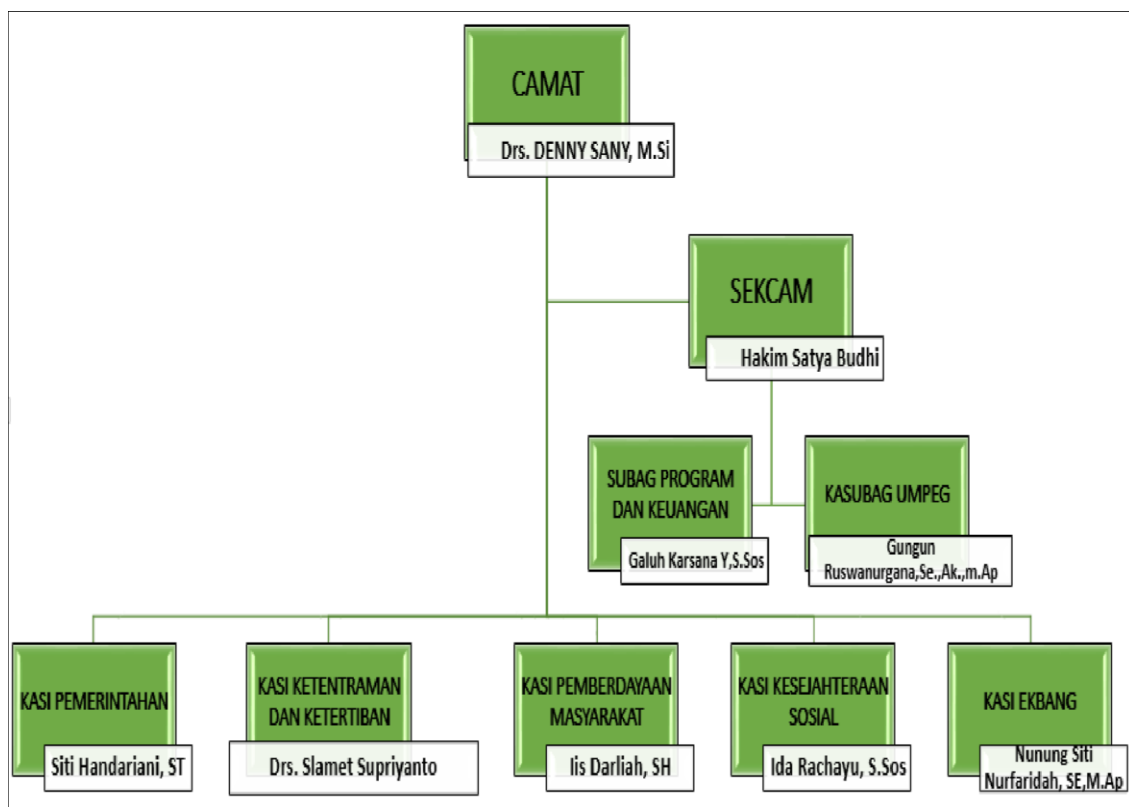 CAMAT
Drs. DENNY SANY, M.Si
SEKCAM
Hakim Satya Budhi
SUBAG PROGRAM
DAN KEUANGAN
Galuh Karsana Y,S.Sos
KASUBAG UMPEG
Gungun
Ruswanurgana,Se.,Ak.,m.Ap
KASI PEMERINTAHAN
Siti Handariani, ST
KASI KETENTRAMAN
DAN KETERTIBAN
Drs. Slamet Supriyanto
KASI PEMBERDAYAAN
MASYARAKAT
Iis Darliah, SH
KASI KESEJAHTERAAN
SOSIAL
Ida Rachayu, S.Sos
KASI EKBANG
Nunung Siti
Nurfaridah, SE,M.Ap